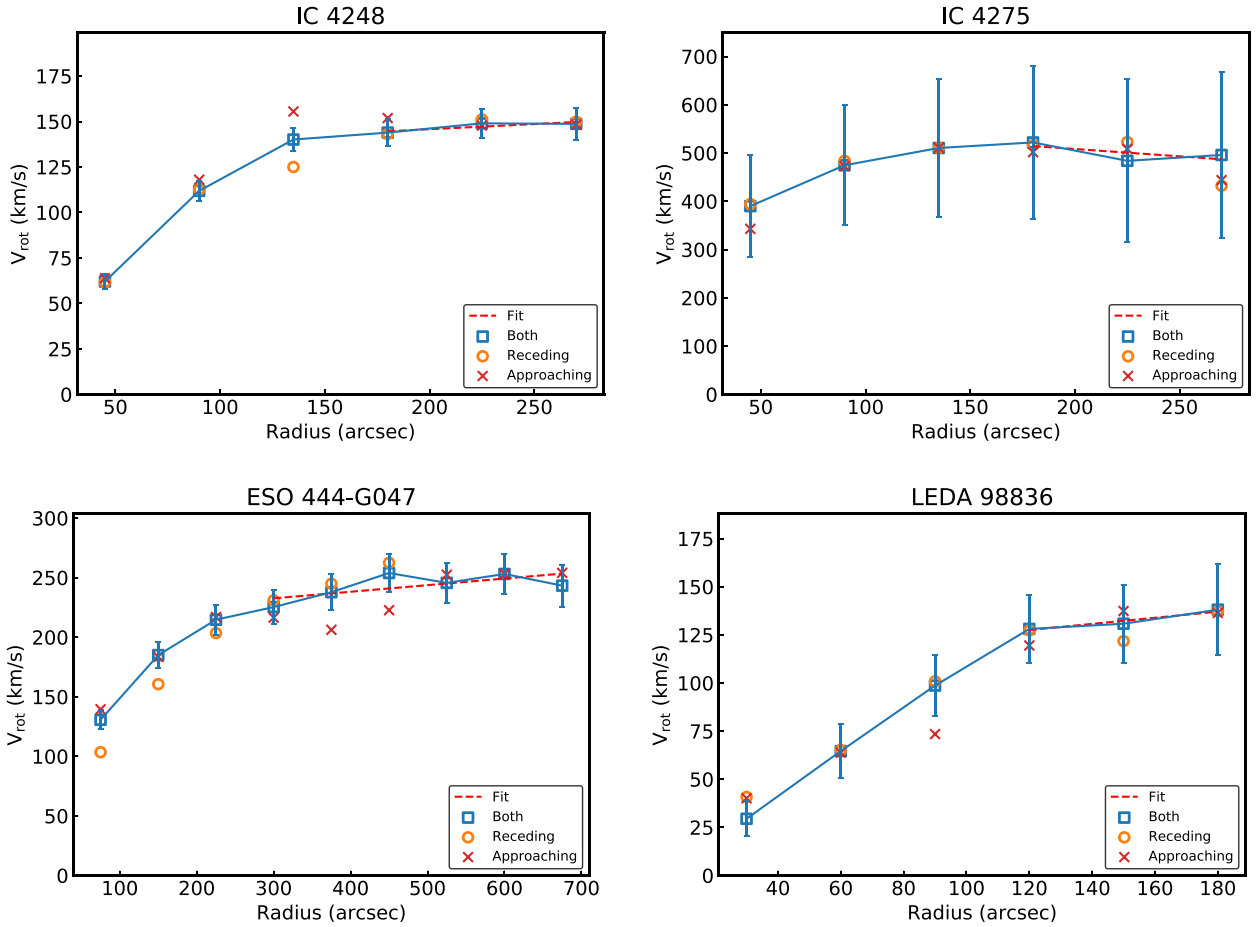 IC 4248
175
150
125
100
75
50
25
0
V_rot (km/s)
50 100 150 200 250
Radius (arcsec)
Fit
Both
Receding
Approaching
IC 4275
700
600
500
400
300
200
100
0
V_rot (km/s)
50 100 150 200 250
Radius (arcsec)
Fit
Both
Receding
Approaching
ESO 444-G047
300
250
200
150
100
50
0
V_rot (km/s)
100 200 300 400 500 600 700
Radius (arcsec)
Fit
Both
Receding
Approaching
LEDA 98836
175
150
125
100
75
50
25
0
V_rot (km/s)
40 60 80 100 120 140 160 180
Radius (arcsec)
Fit
Both
Receding
Approaching